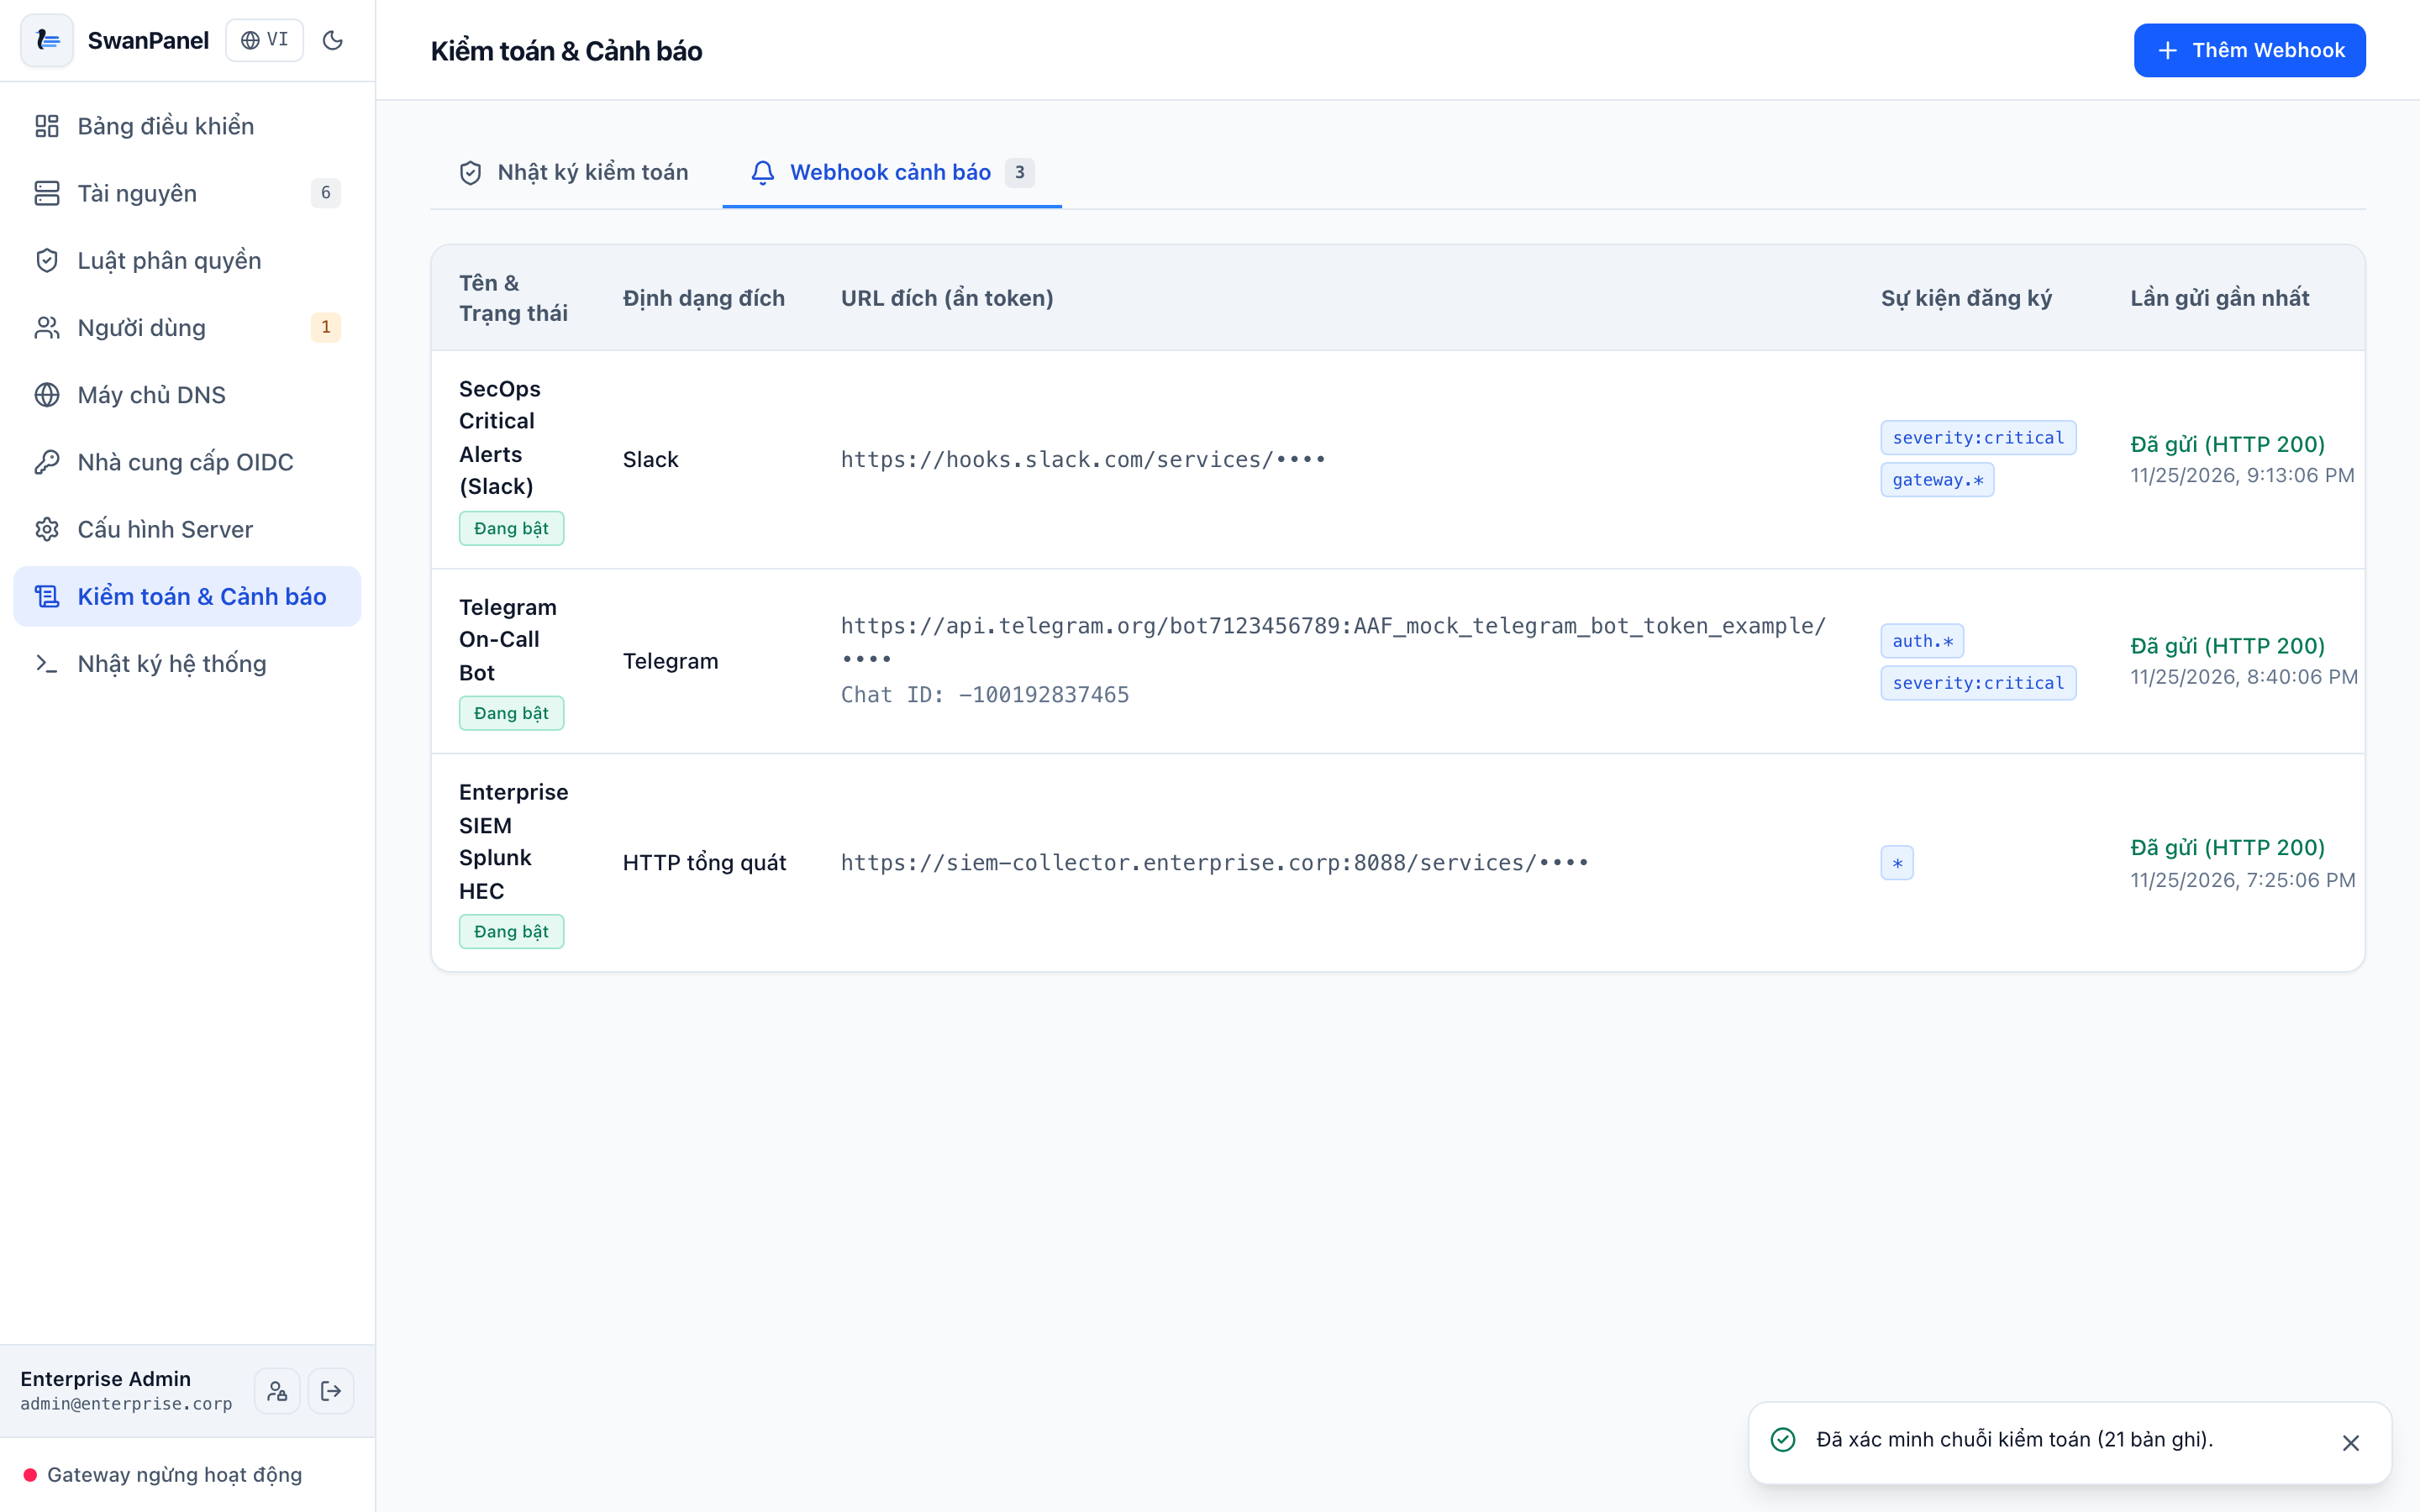 SwanPanel
VI
Bảng điều khiển
Tài nguyên
6
Luật phân quyền
Người dùng
1
Máy chủ DNS
Nhà cung cấp OIDC
Cấu hình Server
Kiểm toán & Cảnh báo
Nhật ký hệ thống
Enterprise Admin
admin@enterprise.corp
Gateway ngừng hoạt động
Kiểm toán & Cảnh báo
Thêm Webhook
Nhật ký kiểm toán
Webhook cảnh báo
3
Tên &
Trạng thái
Định dạng đích
URL đích (ẩn token)
Sự kiện đăng ký
Lần gửi gần nhất
SecOps
Critical
Alerts
(Slack)
Đang bật
Slack
https://hooks.slack.com/services/••••
severity:critical
gateway.*
Đã gửi (HTTP 200)
11/25/2026, 9:13:06 PM
Telegram
On-Call
Bot
Đang bật
Telegram
https://api.telegram.org/bot7123456789:AAF_mock_telegram_bot_token_example/
••••
Chat ID: -100192837465
auth.*
severity:critical
Đã gửi (HTTP 200)
11/25/2026, 8:40:06 PM
Enterprise
SIEM
Splunk
HEC
Đang bật
HTTP tổng quát
https://siem-collector.enterprise.corp:8088/services/••••
*
Đã gửi (HTTP 200)
11/25/2026, 7:25:06 PM
Đã xác minh chuỗi kiểm toán (21 bản ghi).